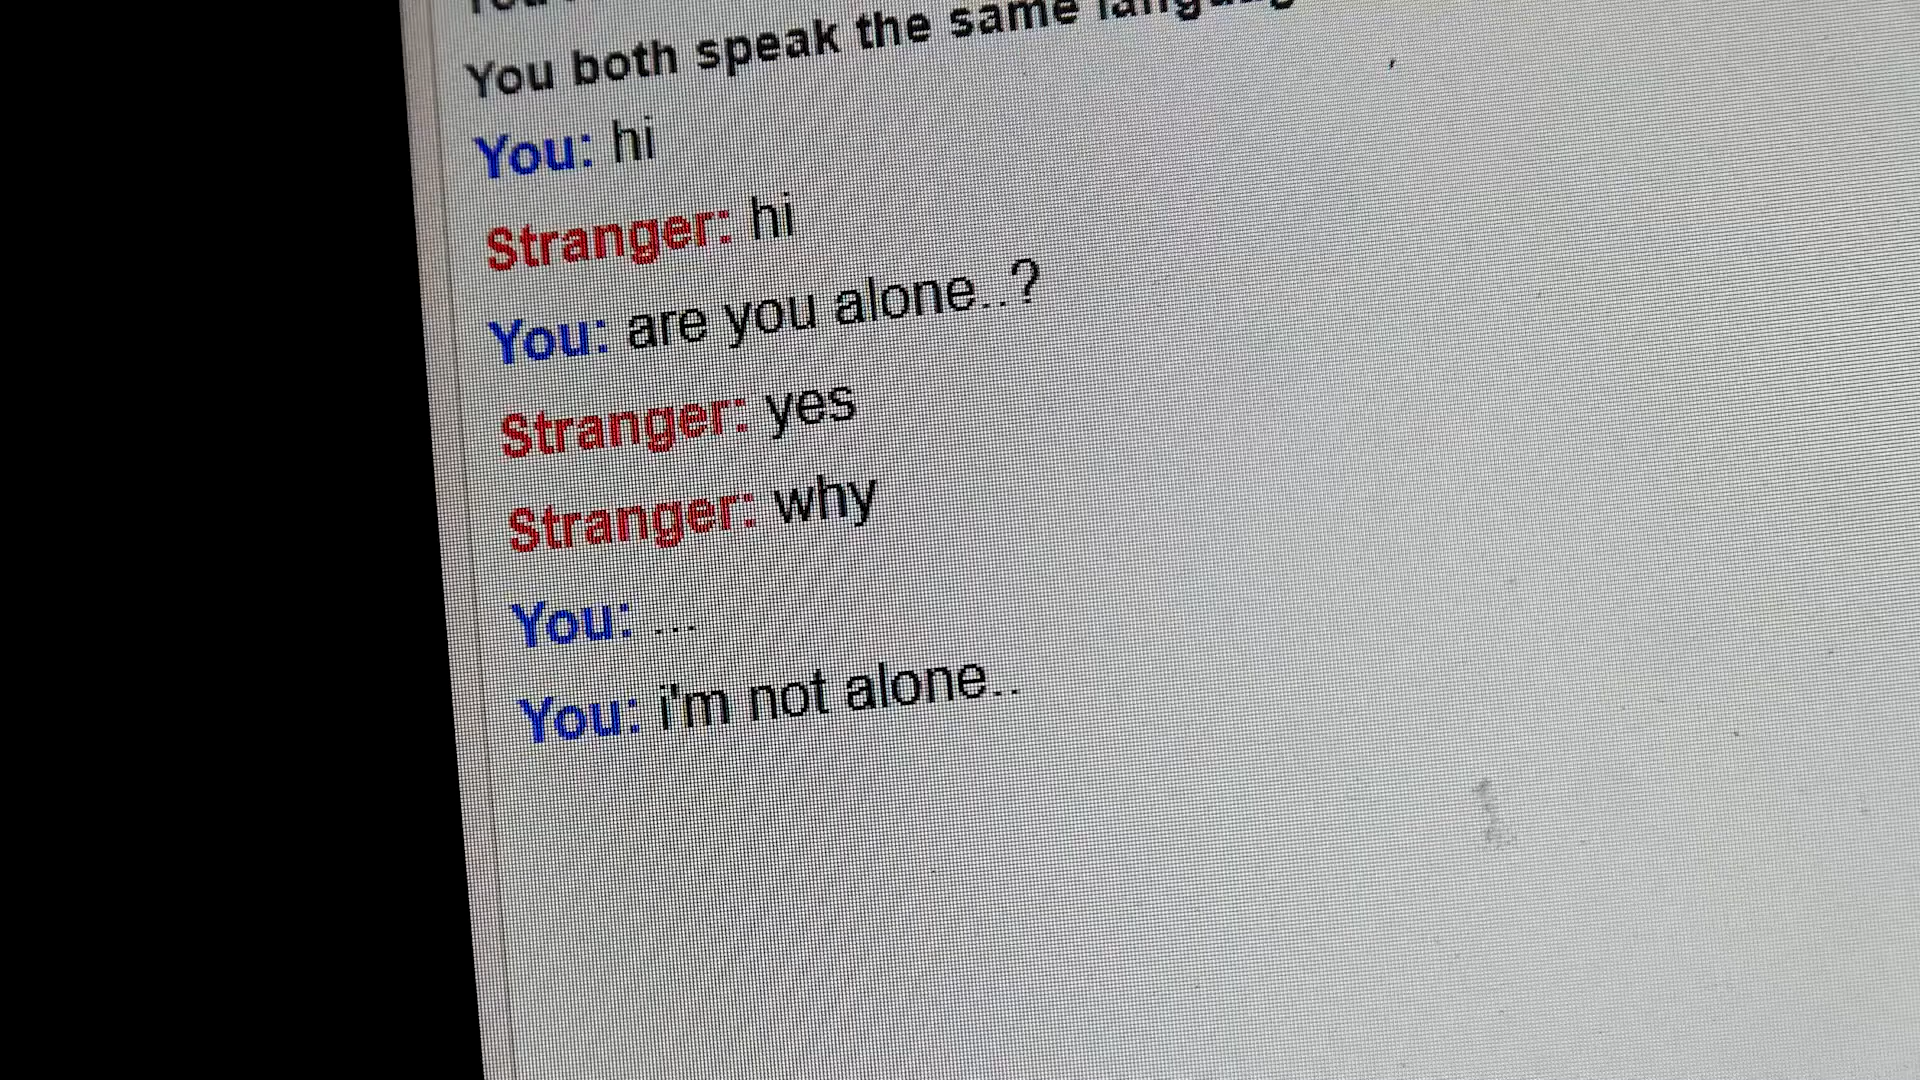 You both speak the same
You: hi
Stranger: hi
You: are you alone..?
Stranger: yes
Stranger: why
You: ...
You: i'm not alone..